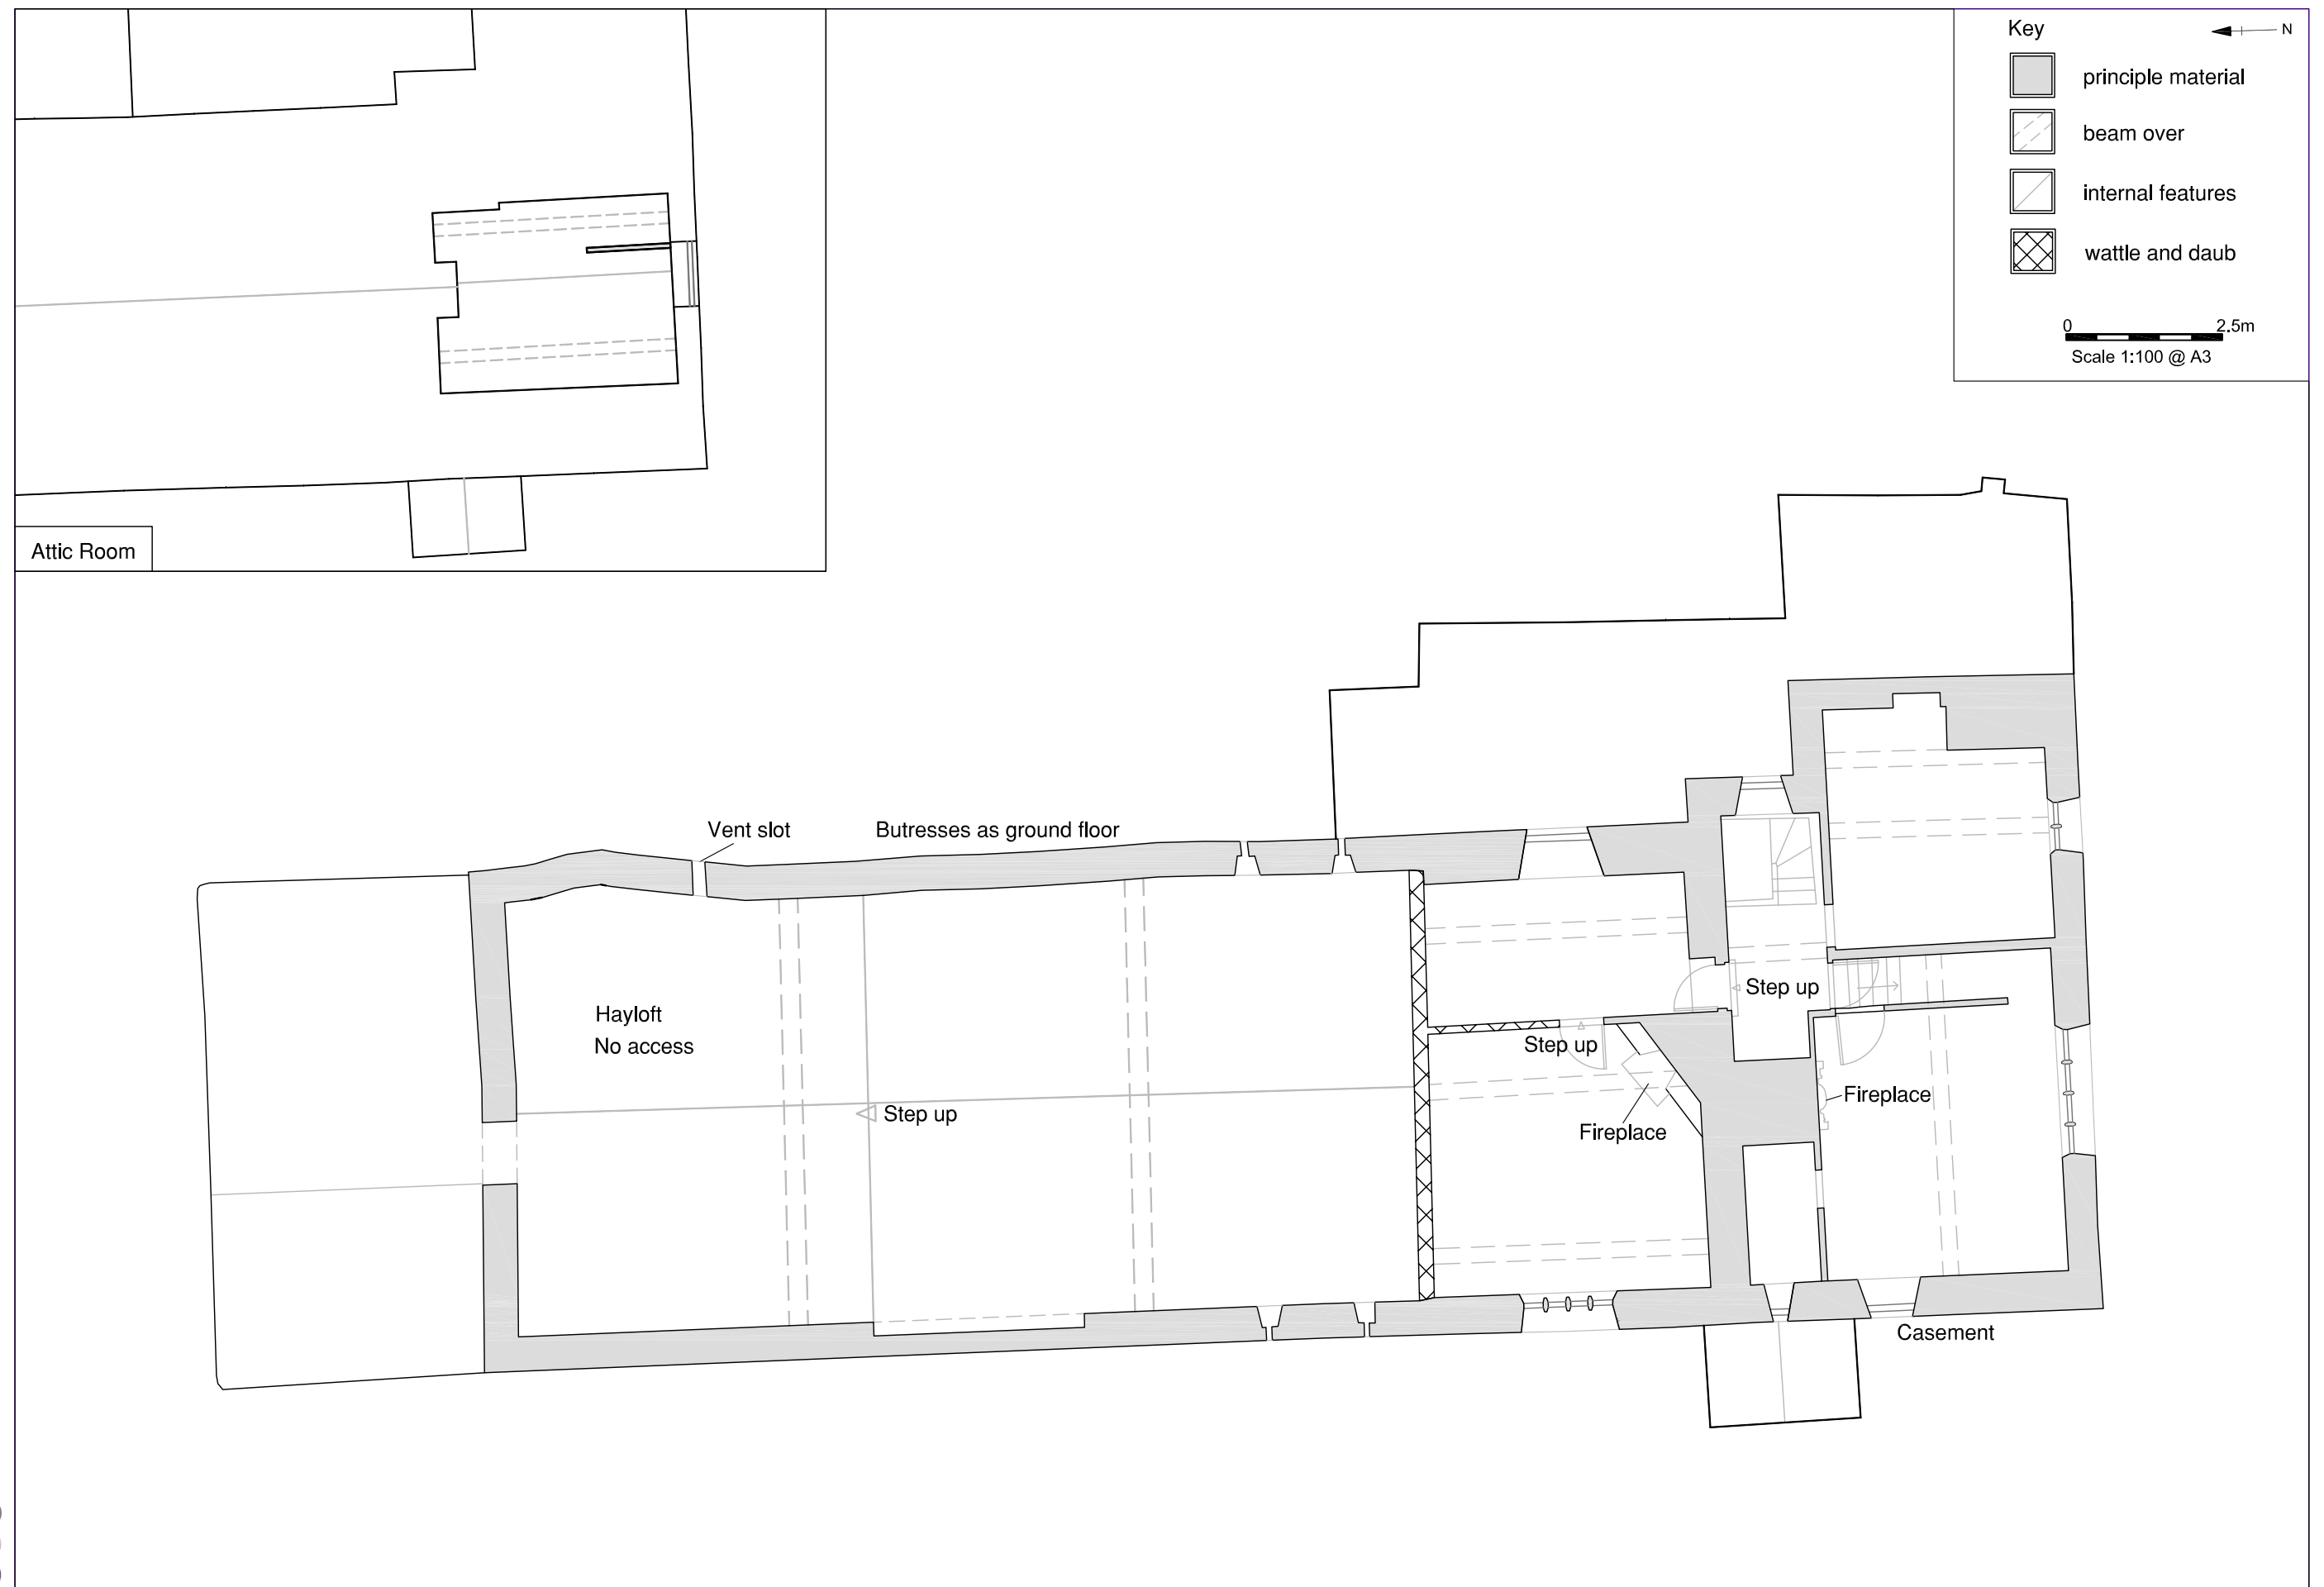 Key
N
principle material
beam over
internal features
wattle and daub
0
2.5m
Scale 1:100 @ A3
Attic Room
Vent slot
Butresses as ground floor
Hayloft
No access
Step up
Step up
Step up
Fireplace
Fireplace
Casement